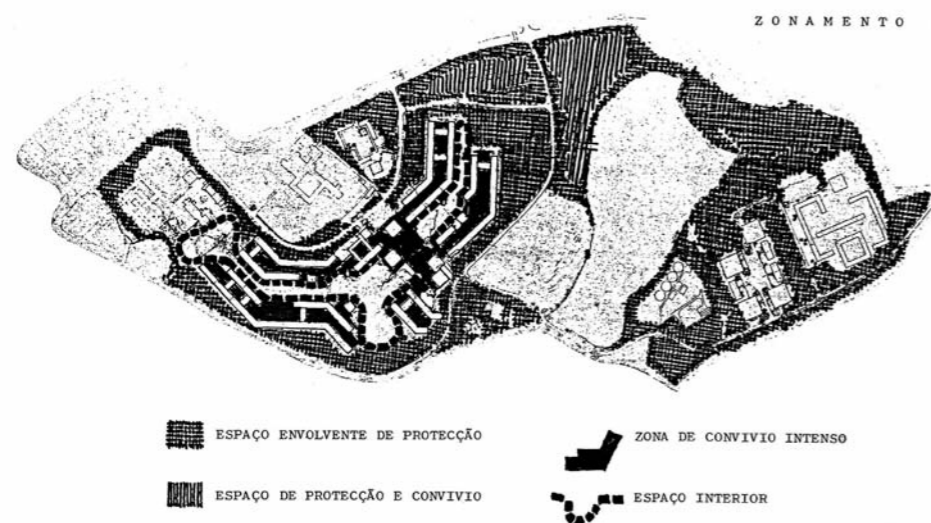 ZONAMENTO
ESPAÇO ENVOLVENTE DE PROTECÇÃO
ZONA DE CONVIVIO INTENSO
ESPAÇO DE PROTECÇÃO E CONVIVIO
ESPAÇO INTERIOR